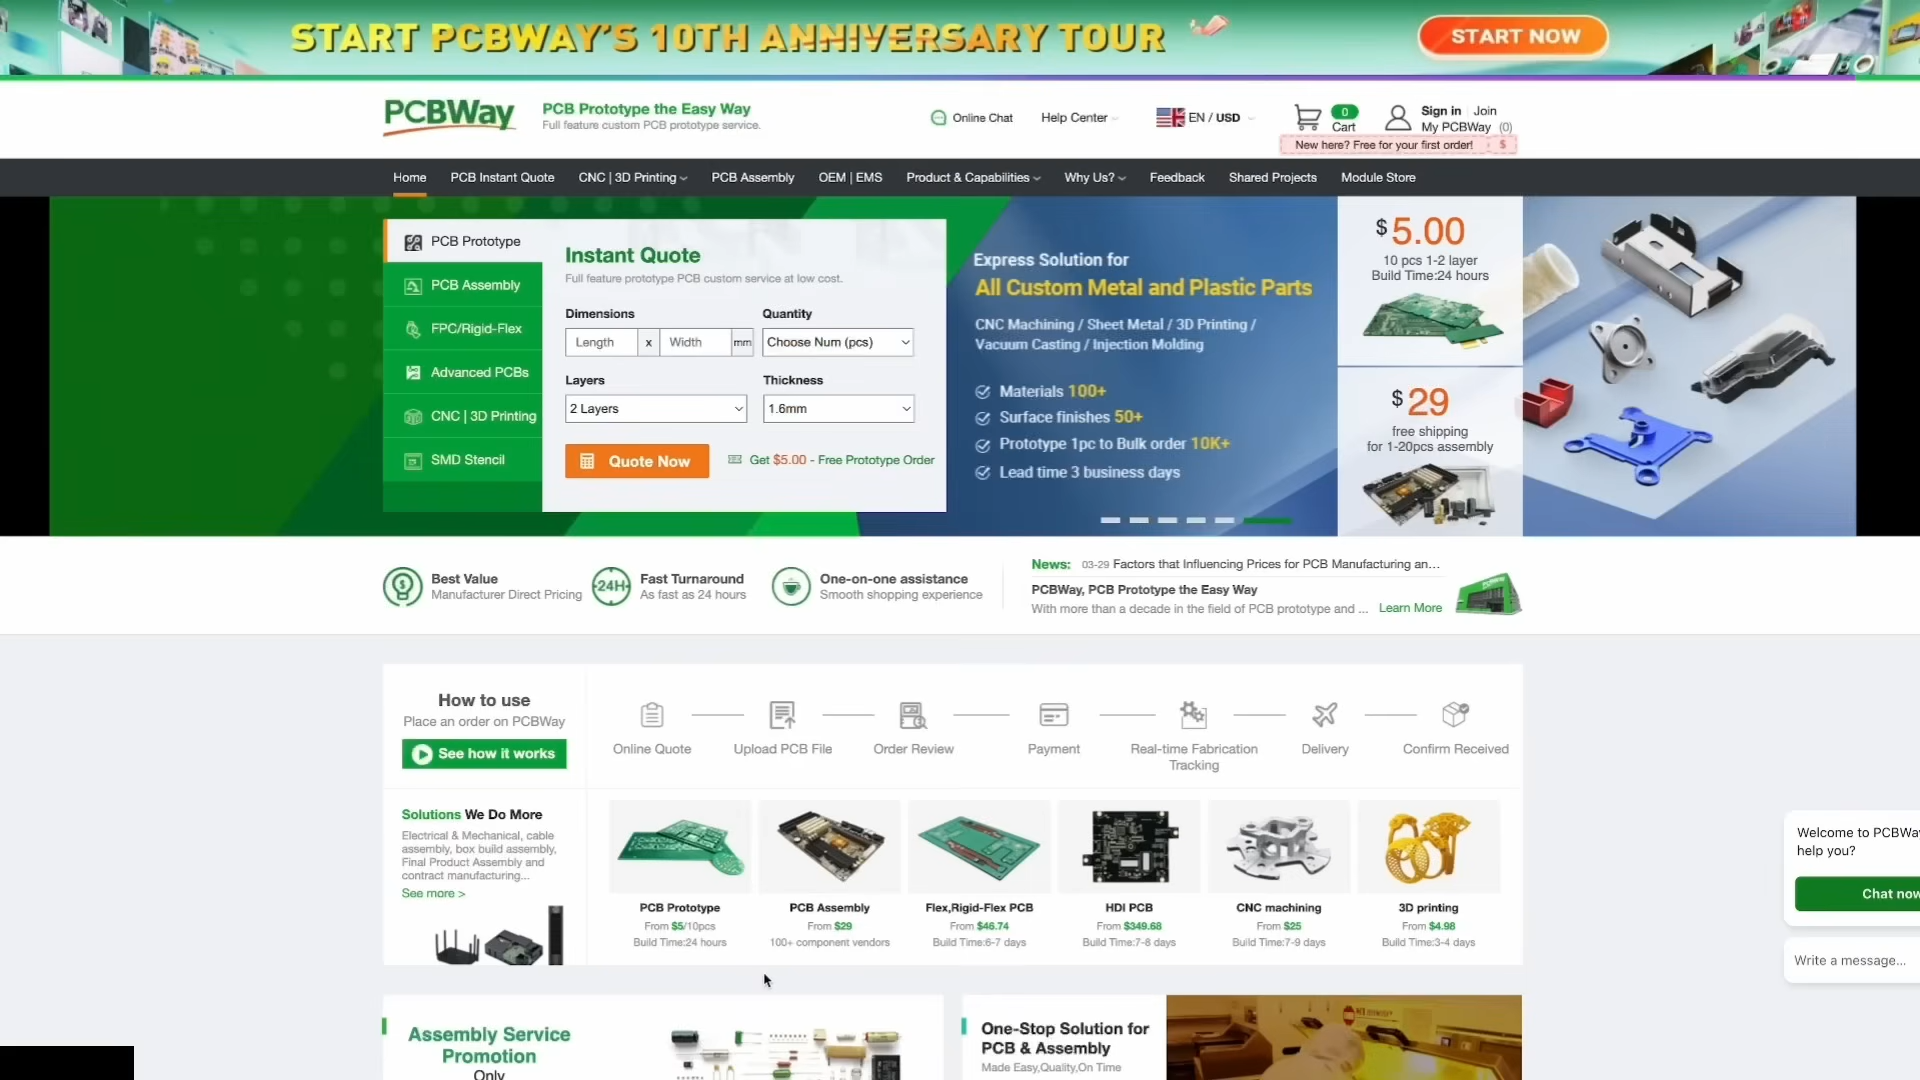 START PCBWAY'S 10TH ANNIVERSARY TOUR
START NOW
PCBWay
PCB Prototype the Easy Way
Full feature custom PCB prototype service.
Online Chat
Help Center
EN / USD
0
Cart
Sign in
Join
My PCBWay (0)
New here? Free for your first order! $
Home
PCB Instant Quote
CNC | 3D Printing
PCB Assembly
OEM | EMS
Product & Capabilities
Why Us?
Feedback
Shared Projects
Module Store
PCB Prototype
PCB Assembly
FPC/Rigid-Flex
Advanced PCBs
CNC | 3D Printing
SMD Stencil
Instant Quote
Full feature prototype PCB custom service at low cost.
Dimensions
Quantity
Length x Width mm
Choose Num (pcs)
Layers
Thickness
2 Layers
1.6mm
Quote Now
Get $5.00 - Free Prototype Order
Express Solution for
All Custom Metal and Plastic Parts
CNC Machining / Sheet Metal / 3D Printing /
Vacuum Casting / Injection Molding
Materials 100+
Surface finishes 50+
Prototype 1pc to Bulk order 10K+
Lead time 3 business days
$5.00
10 pcs 1-2 layer
Build Time:24 hours
$29
free shipping
for 1-20pcs assembly
Best Value
Manufacturer Direct Pricing
24H
Fast Turnaround
As fast as 24 hours
One-on-one assistance
Smooth shopping experience
News: 03-29 Factors that Influencing Prices for PCB Manufacturing an...
PCBWay, PCB Prototype the Easy Way
With more than a decade in the field of PCB prototype and ... Learn More
How to use
Place an order on PCBWay
See how it works
Online Quote
Upload PCB File
Order Review
Payment
Real-time Fabrication
Tracking
Delivery
Confirm Received
Solutions We Do More
Electrical & Mechanical, cable
assembly, box build assembly,
Final Product Assembly and
contract manufacturing...
See more >
PCB Prototype
From $5/10pcs
Build Time:24 hours
PCB Assembly
From $29
100+ component vendors
Flex,Rigid-Flex PCB
From $46.74
Build Time:6-7 days
HDI PCB
From $349.68
Build Time:7-8 days
CNC machining
From $25
Build Time:7-9 days
3D printing
From $4.98
Build Time:3-4 days
Welcome to PCBWay
help you?
Chat now
Write a message...
Assembly Service
Promotion
Only
One-Stop Solution for
PCB & Assembly
Made Easy,Quality,On Time